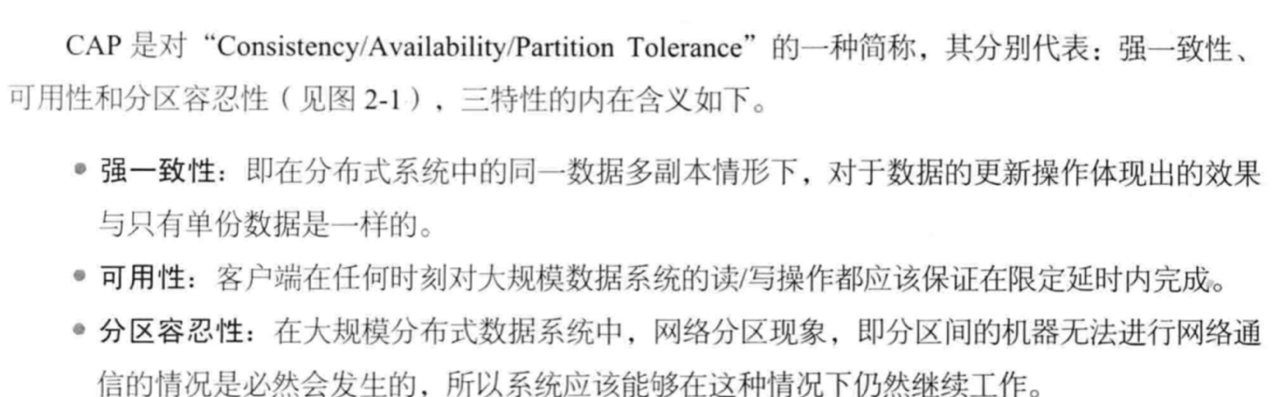 CAP 是对“Consistency/Availability/Partition Tolerance”的一种简称，其分别代表：强一致性、
可用性和分区容忍性（见图 2-1），三特性的内在含义如下。
• 强一致性：即在分布式系统中的同一数据多副本情形下，对于数据的更新操作体现出的效果
与只有单份数据是一样的。
• 可用性：客户端在任何时刻对大规模数据系统的读/写操作都应该保证在限定延时内完成。
• 分区容忍性：在大规模分布式数据系统中，网络分区现象，即分区间的机器无法进行网络通
信的情况是必然会发生的，所以系统应该能够在这种情况下仍然继续工作。